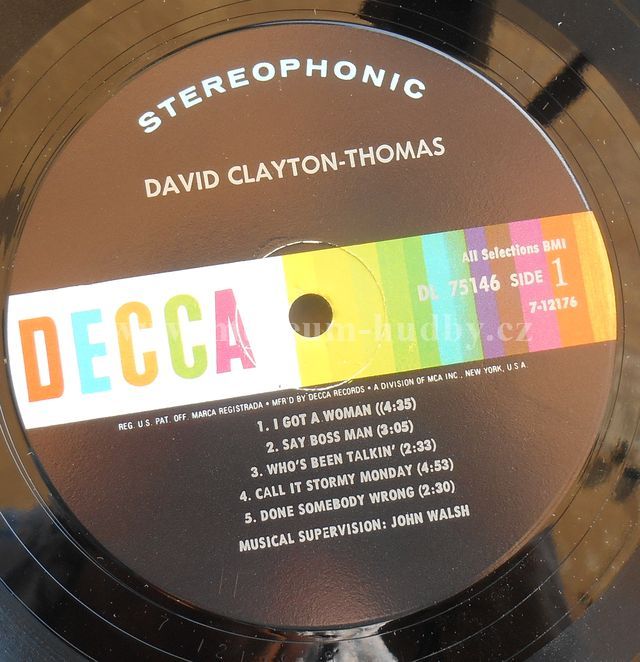 STEREOPHONIC
DAVID CLAYTON-THOMAS
All Selections BMI
DL 75146 SIDE 1
7-12176
DECCA
www.museum-hudby.cz
REG. U.S. PAT. OFF. MARCA REGISTRADA • MFR'D BY DECCA RECORDS • A DIVISION OF MCA INC., NEW YORK, U.S.A.
1. I GOT A WOMAN ((4:35)
2. SAY BOSS MAN (3:05)
3. WHO'S BEEN TALKIN' (2:33)
4. CALL IT STORMY MONDAY (4:53)
5. DONE SOMEBODY WRONG (2:30)
MUSICAL SUPERVISION: JOHN WALSH